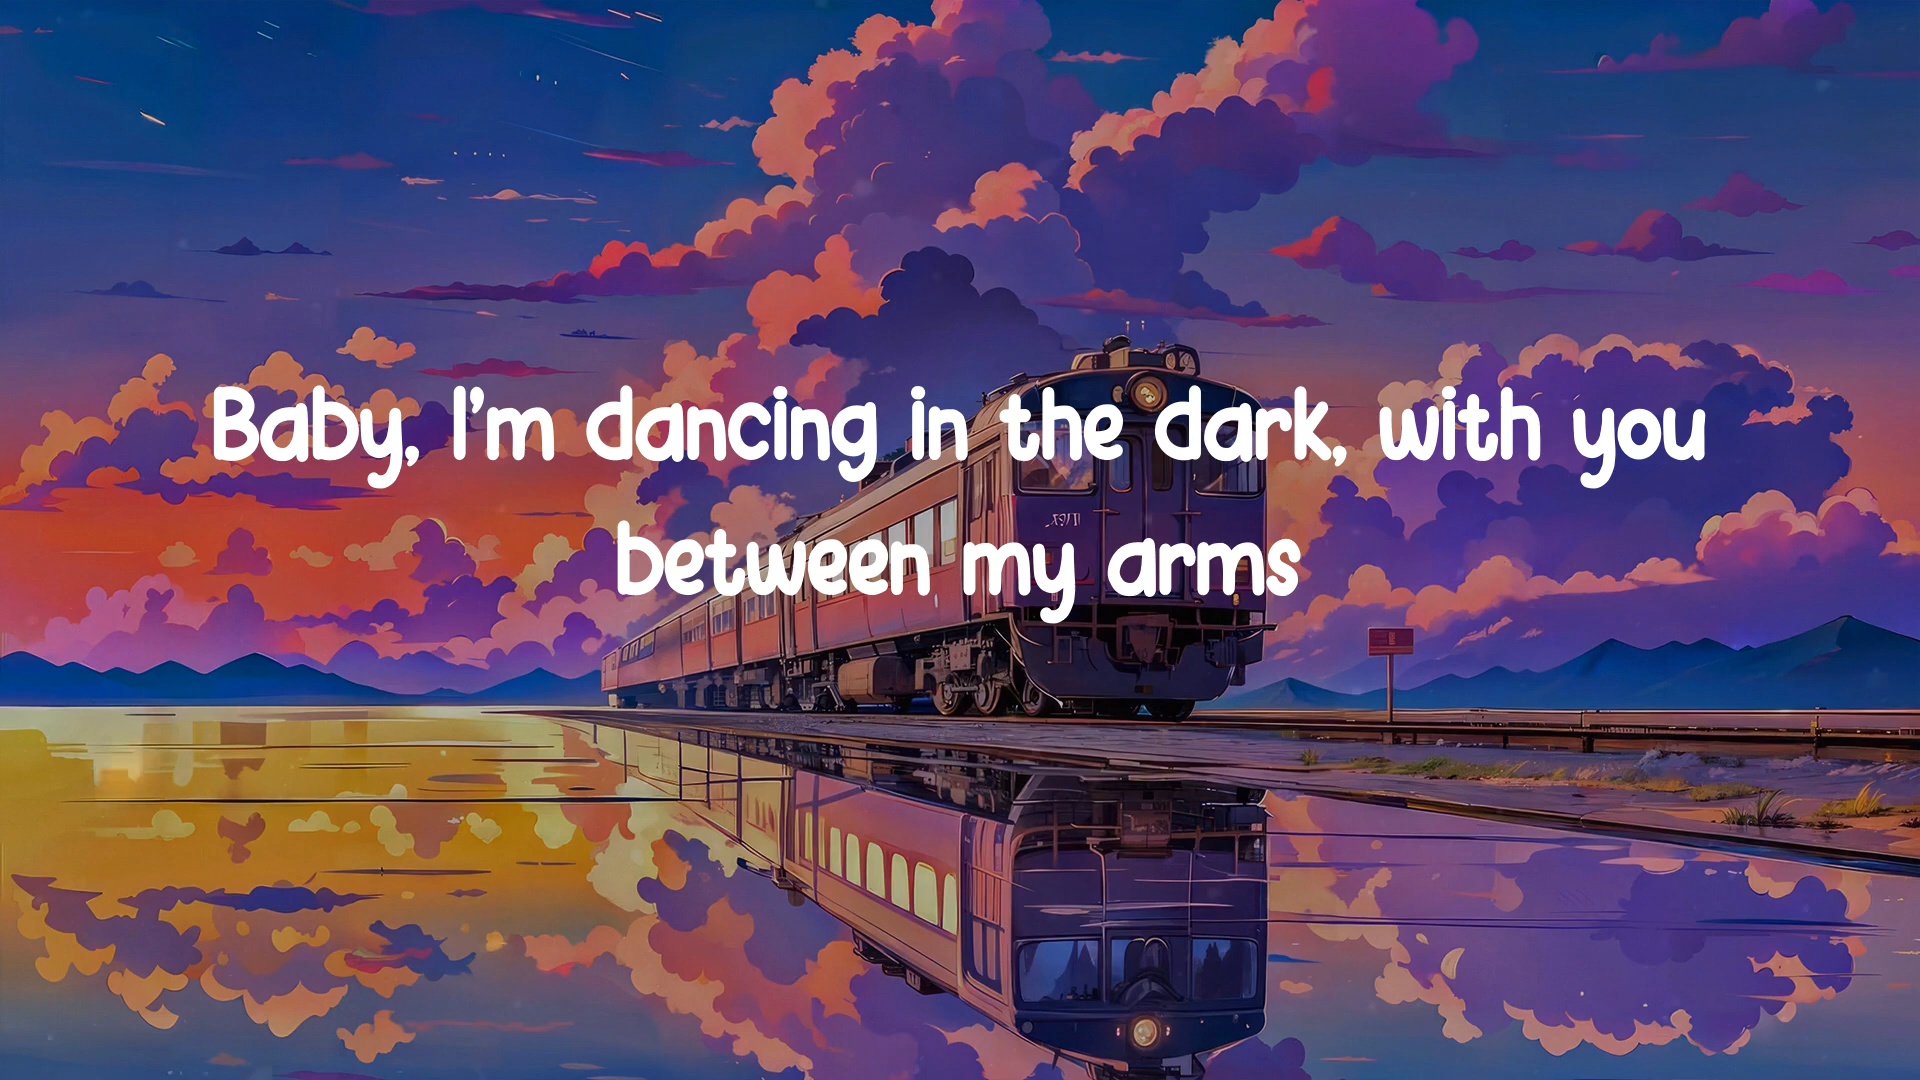 Baby, I'm dancing in the dark, with you
between my arms